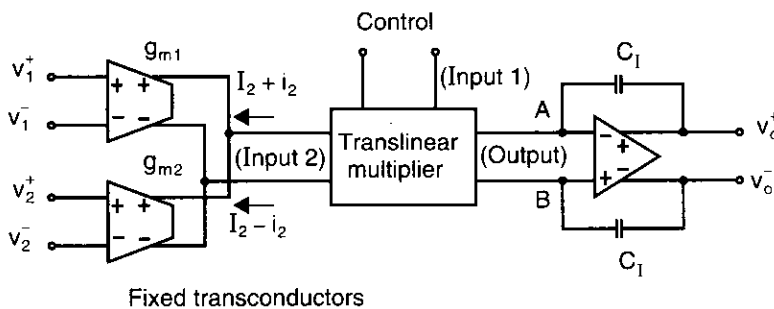 Control
g_m1
C_I
v_1^+
+ +
I_2 + i_2
(Input 1)
v_1^-
- -
A
- +
v_o^+
Translinear
multiplier
(Input 2)
(Output)
g_m2
+ -
v_o^-
v_2^+
+ +
B
I_2 - i_2
v_2^-
- -
C_I
Fixed transconductors